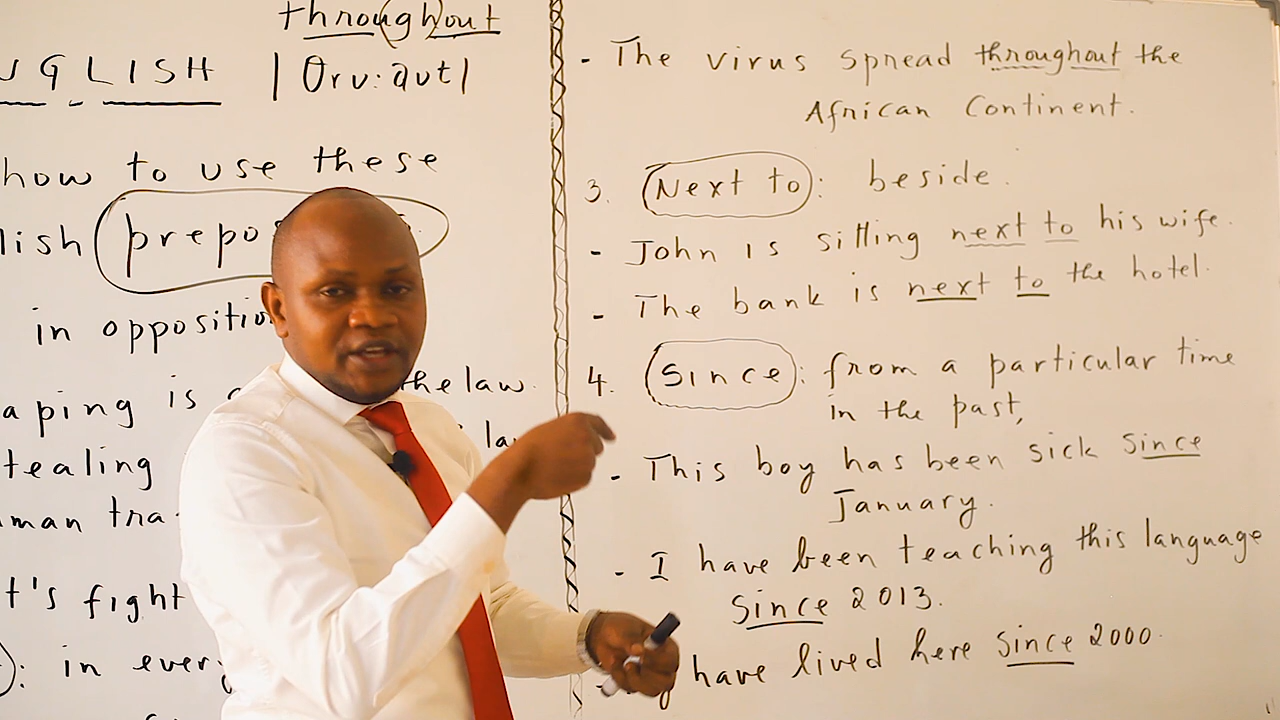 throughout
UGLISH |Oru:aut|
how to use these
lish prepo
in oppositio
aping is the law.
tealing la
man tra
t's fight
: in every
- The virus spread throughout the
African Continent.
3. Next to: beside.
- John is sitting next to his wife.
- The bank is next to the hotel.
4. Since: from a particular time
in the past,
- This boy has been sick since
January.
- I have been teaching this language
since 2013.
have lived here since 2000.